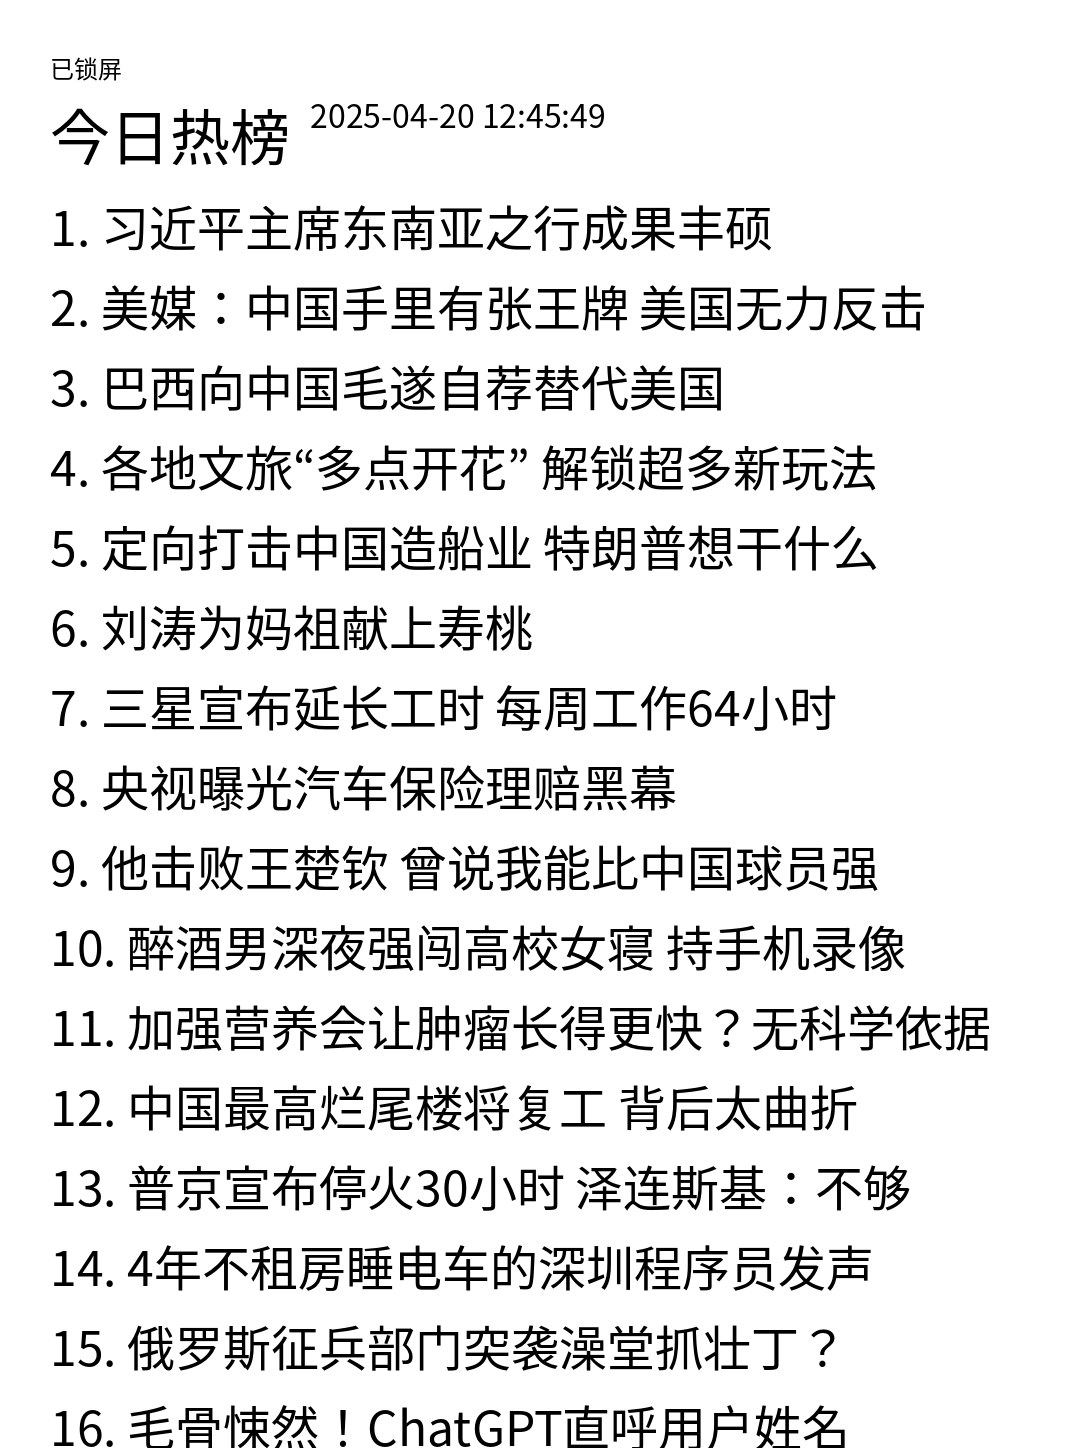 已锁屏
今日热榜 2025-04-20 12:45:49
1. 习近平主席东南亚之行成果丰硕
2. 美媒：中国手里有张王牌 美国无力反击
3. 巴西向中国毛遂自荐替代美国
4. 各地文旅“多点开花” 解锁超多新玩法
5. 定向打击中国造船业 特朗普想干什么
6. 刘涛为妈祖献上寿桃
7. 三星宣布延长工时 每周工作64小时
8. 央视曝光汽车保险理赔黑幕
9. 他击败王楚钦 曾说我能比中国球员强
10. 醉酒男深夜强闯高校女寝 持手机录像
11. 加强营养会让肿瘤长得更快？无科学依据
12. 中国最高烂尾楼将复工 背后太曲折
13. 普京宣布停火30小时 泽连斯基：不够
14. 4年不租房睡电车的深圳程序员发声
15. 俄罗斯征兵部门突袭澡堂抓壮丁？
16. 毛骨悚然！ChatGPT直呼用户姓名